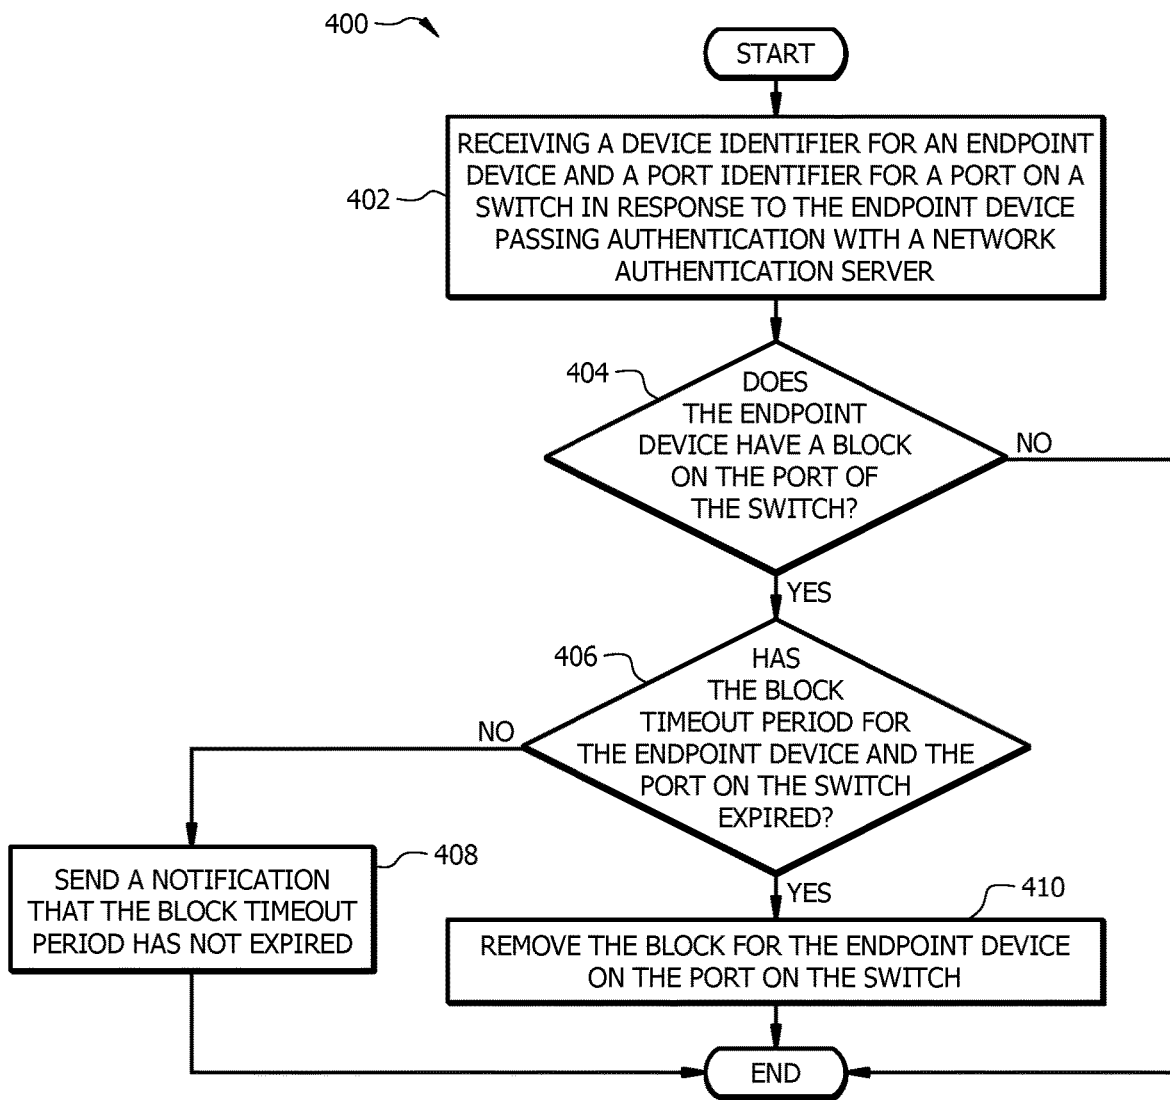 400
START
RECEIVING A DEVICE IDENTIFIER FOR AN ENDPOINT
DEVICE AND A PORT IDENTIFIER FOR A PORT ON A
SWITCH IN RESPONSE TO THE ENDPOINT DEVICE
PASSING AUTHENTICATION WITH A NETWORK
AUTHENTICATION SERVER
402
404
DOES
THE ENDPOINT
DEVICE HAVE A BLOCK
ON THE PORT OF
THE SWITCH?
NO
YES
406
HAS
THE BLOCK
TIMEOUT PERIOD FOR
THE ENDPOINT DEVICE AND THE
PORT ON THE SWITCH
EXPIRED?
NO
YES
408
SEND A NOTIFICATION
THAT THE BLOCK TIMEOUT
PERIOD HAS NOT EXPIRED
410
REMOVE THE BLOCK FOR THE ENDPOINT DEVICE
ON THE PORT ON THE SWITCH
END